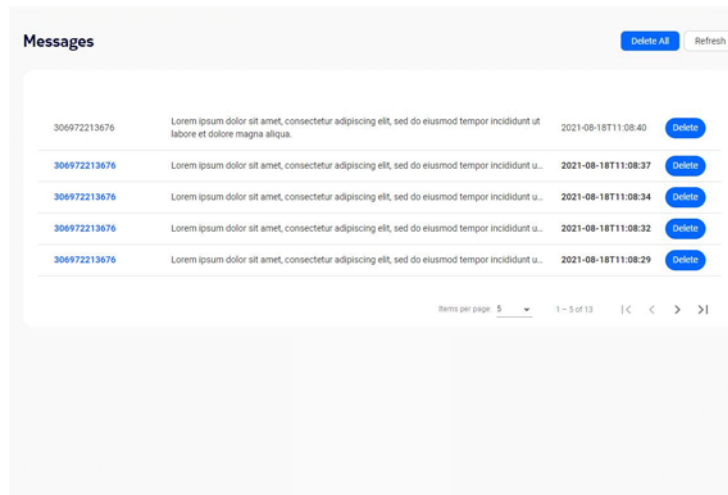 Messages
Delete All
Refresh
306972213676
Lorem ipsum dolor sit amet, consectetur adipiscing elit, sed do eiusmod tempor incididunt ut
labore et dolore magna aliqua.
2021-08-18T11:08:40
Delete
306972213676 Lorem ipsum dolor sit amet, consectetur adipiscing elit, sed do eiusmod tempor incididunt u... 2021-08-18T11:08:37 Delete
306972213676 Lorem ipsum dolor sit amet, consectetur adipiscing elit, sed do eiusmod tempor incididunt u... 2021-08-18T11:08:34 Delete
306972213676 Lorem ipsum dolor sit amet, consectetur adipiscing elit, sed do eiusmod tempor incididunt u... 2021-08-18T11:08:32 Delete
306972213676 Lorem ipsum dolor sit amet, consectetur adipiscing elit, sed do eiusmod tempor incididunt u... 2021-08-18T11:08:29 Delete
Items per page: 5 1 – 5 of 13